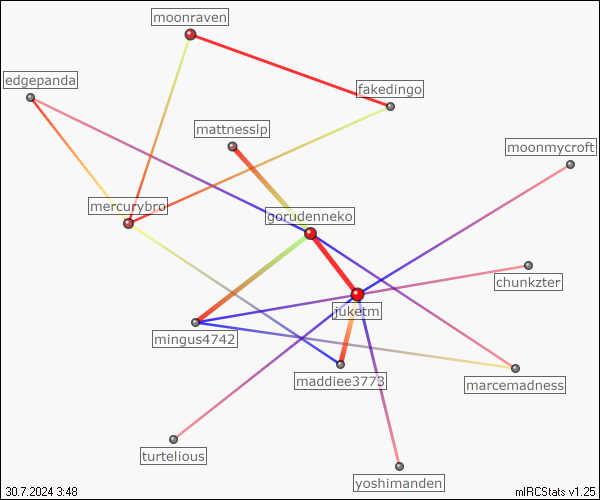 moonraven
edgepanda
fakedingo
mattnesslp
moonmycroft
mercurybro
gorudenneko
chunkzter
juketm
mingus4742
maddiee3773
marcemadness
turtelious
yoshimanden
30.7.2024 3:48
mIRCStats v1.25